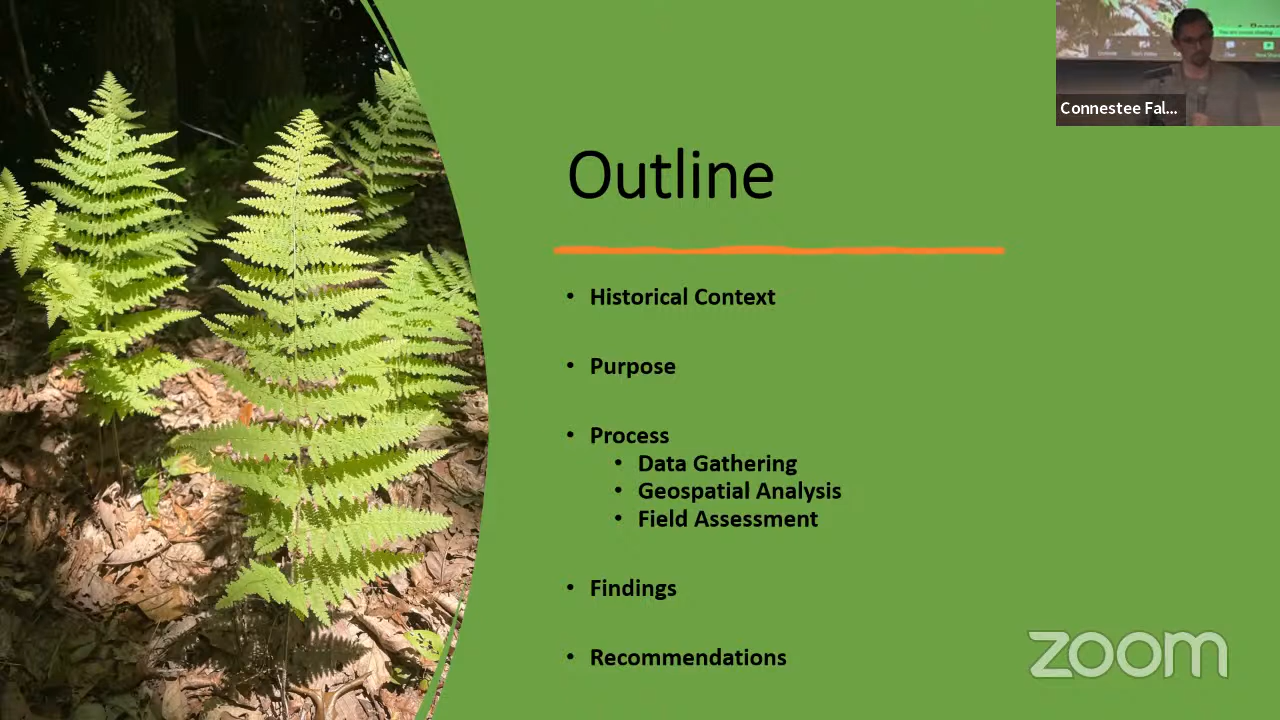 Connestee Fal...
Outline
• Historical Context
• Purpose
• Process
• Data Gathering
• Geospatial Analysis
• Field Assessment
• Findings
• Recommendations
zoom